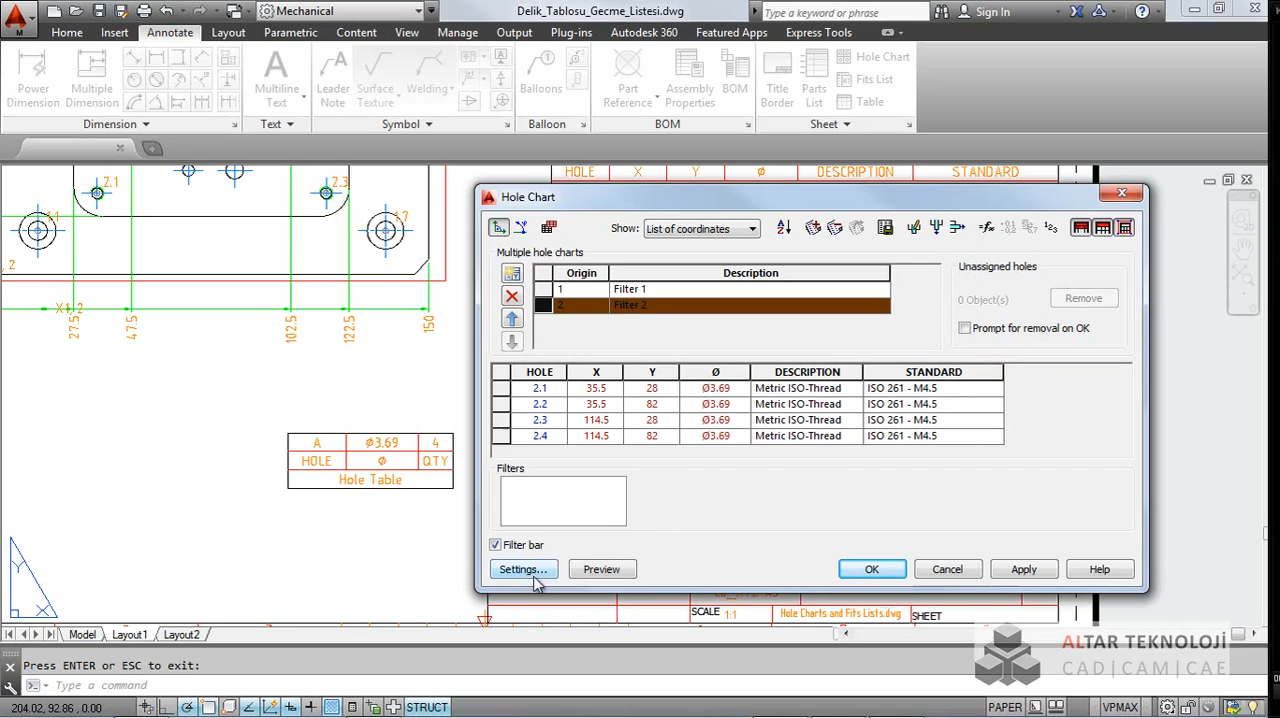 Mechanical
Delik_Tablosu_Gecme_Listesi.dwg
Type a keyword or phrase
Sign In
M
Home Insert Annotate Layout Parametric Content View Manage Output Plug-ins Autodesk 360 Featured Apps Express Tools
Power Dimension
Multiple Dimension
Multiline Text
Leader Note
Surface Texture
Welding
Balloons
Part Reference
Assembly Properties
BOM
Title Border
Parts List
Hole Chart
Fits List
Table
Dimension Text Symbol Balloon BOM Sheet
HOLE X Y Ø DESCRIPTION STANDARD
2.1
2.3
1.1
1.7
, 2
X1,2
27.5
47.5
102.5
122.5
150
Hole Chart
Show: List of coordinates
Multiple hole charts
Origin Description
1 Filter 1
2 Filter 2
Unassigned holes
0 Object(s) Remove
Prompt for removal on OK
HOLE X Y Ø DESCRIPTION STANDARD
2.1 35.5 28 Ø3.69 Metric ISO-Thread ISO 261 - M4.5
2.2 35.5 82 Ø3.69 Metric ISO-Thread ISO 261 - M4.5
2.3 114.5 28 Ø3.69 Metric ISO-Thread ISO 261 - M4.5
2.4 114.5 82 Ø3.69 Metric ISO-Thread ISO 261 - M4.5
Filters
Filter bar
Settings... Preview OK Cancel Apply Help
A Ø3.69 4
HOLE Ø QTY
Hole Table
Y
X
SCALE 1:1 Hole Charts and Fits Lists.dwg SHEET
Model Layout1 Layout2
ALTAR TEKNOLOJİ
CAD|CAM|CAE
Press ENTER or ESC to exit:
Type a command
204.02, 92.86, 0.00
STRUCT
PAPER
VPMAX